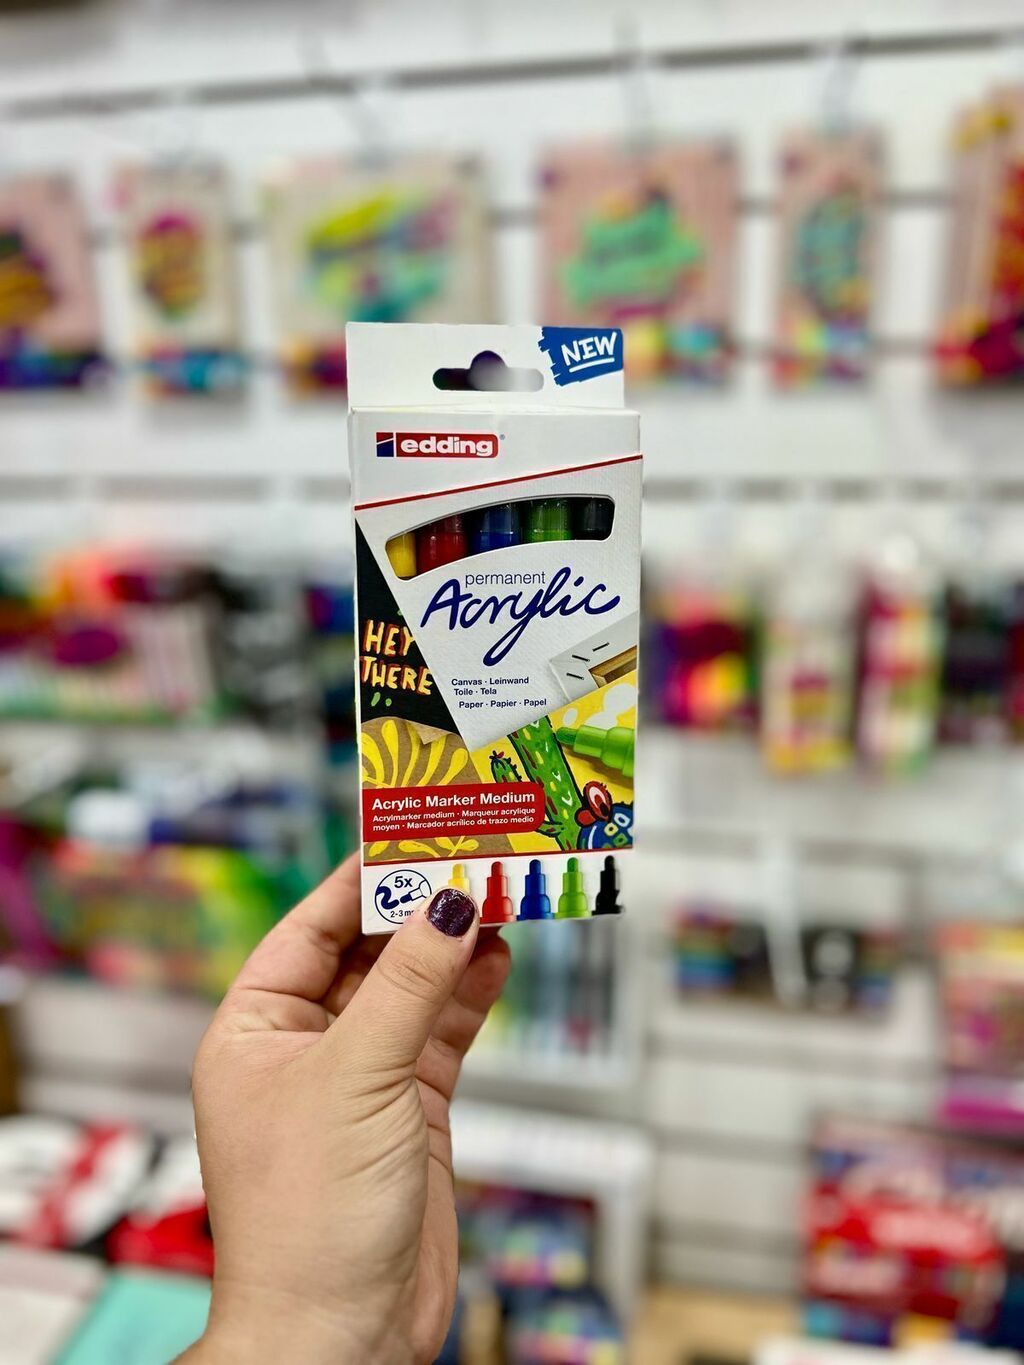 NEW
edding®
permanent
Acrylic
HEY
THERE
Canvas · Leinwand
Toile · Tela
Paper · Papier · Papel
Acrylic Marker Medium
Acrylmarker medium · Marqueur acrylique
moyen · Marcador acrílico de trazo medio
5x
2-3 m